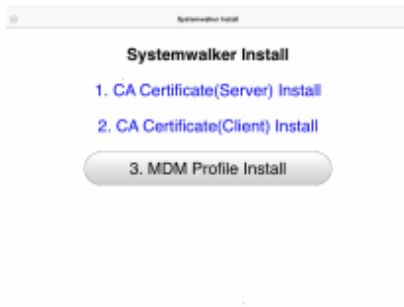 Systemwalker Install
Systemwalker Install
1. CA Certificate(Server) Install
2. CA Certificate(Client) Install
3. MDM Profile Install